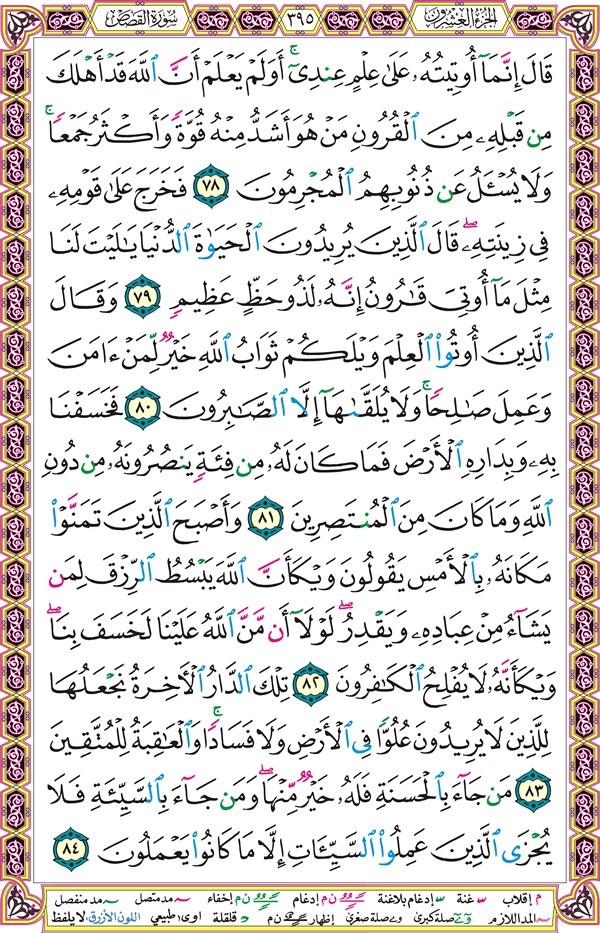 الجزء العشرون ٣٩٥ سورة القصص
قَالَ إِنَّمَآ أُوتِيتُهُۥ عَلَىٰ عِلْمٍ عِندِىٓ ۚ أَوَلَمْ يَعْلَمْ أَنَّ ٱللَّهَ قَدْ أَهْلَكَ
مِن قَبْلِهِۦ مِنَ ٱلْقُرُونِ مَنْ هُوَ أَشَدُّ مِنْهُ قُوَّةً وَأَكْثَرُ جَمْعًا ۚ
وَلَا يُسْـَٔلُ عَن ذُنُوبِهِمُ ٱلْمُجْرِمُونَ ٧٨ فَخَرَجَ عَلَىٰ قَوْمِهِۦ
فِى زِينَتِهِۦ ۖ قَالَ ٱلَّذِينَ يُرِيدُونَ ٱلْحَيَوٰةَ ٱلدُّنْيَا يَـٰلَيْتَ لَنَا
مِثْلَ مَآ أُوتِىَ قَـٰرُونُ إِنَّهُۥ لَذُو حَظٍّ عَظِيمٍ ٧٩ وَقَالَ
ٱلَّذِينَ أُوتُوا۟ ٱلْعِلْمَ وَيْلَكُمْ ثَوَابُ ٱللَّهِ خَيْرٌ لِّمَنْ ءَامَنَ
وَعَمِلَ صَـٰلِحًا ۚ وَلَا يُلَقَّىٰهَآ إِلَّا ٱلصَّـٰبِرُونَ ٨٠ فَخَسَفْنَا
بِهِۦ وَبِدَارِهِ ٱلْأَرْضَ فَمَا كَانَ لَهُۥ مِن فِئَةٍ يَنصُرُونَهُۥ مِن دُونِ
ٱللَّهِ وَمَا كَانَ مِنَ ٱلْمُنتَصِرِينَ ٨١ وَأَصْبَحَ ٱلَّذِينَ تَمَنَّوْا۟
مَكَانَهُۥ بِٱلْأَمْسِ يَقُولُونَ وَيْكَأَنَّ ٱللَّهَ يَبْسُطُ ٱلرِّزْقَ لِمَن
يَشَآءُ مِنْ عِبَادِهِۦ وَيَقْدِرُ ۖ لَوْلَآ أَن مَّنَّ ٱللَّهُ عَلَيْنَا لَخَسَفَ بِنَا ۖ
وَيْكَأَنَّهُۥ لَا يُفْلِحُ ٱلْكَـٰفِرُونَ ٨٢ تِلْكَ ٱلدَّارُ ٱلْأَخِرَةُ نَجْعَلُهَا
لِلَّذِينَ لَا يُرِيدُونَ عُلُوًّا فِى ٱلْأَرْضِ وَلَا فَسَادًا ۚ وَٱلْعَـٰقِبَةُ لِلْمُتَّقِينَ
٨٣ مَن جَآءَ بِٱلْحَسَنَةِ فَلَهُۥ خَيْرٌ مِّنْهَا ۖ وَمَن جَآءَ بِٱلسَّيِّئَةِ فَلَا
يُجْزَى ٱلَّذِينَ عَمِلُوا۟ ٱلسَّيِّـَٔاتِ إِلَّا مَا كَانُوا۟ يَعْمَلُونَ ٨٤
م إقلاب غنة إدغام بلاغنة ن م إدغام إخفاء مد متصل مد منفصل
المد اللازم صلة كبرى صلة صغرى إظهار ن م قلقلة اوى طبيعي اللون الأزرق لا يلفظ